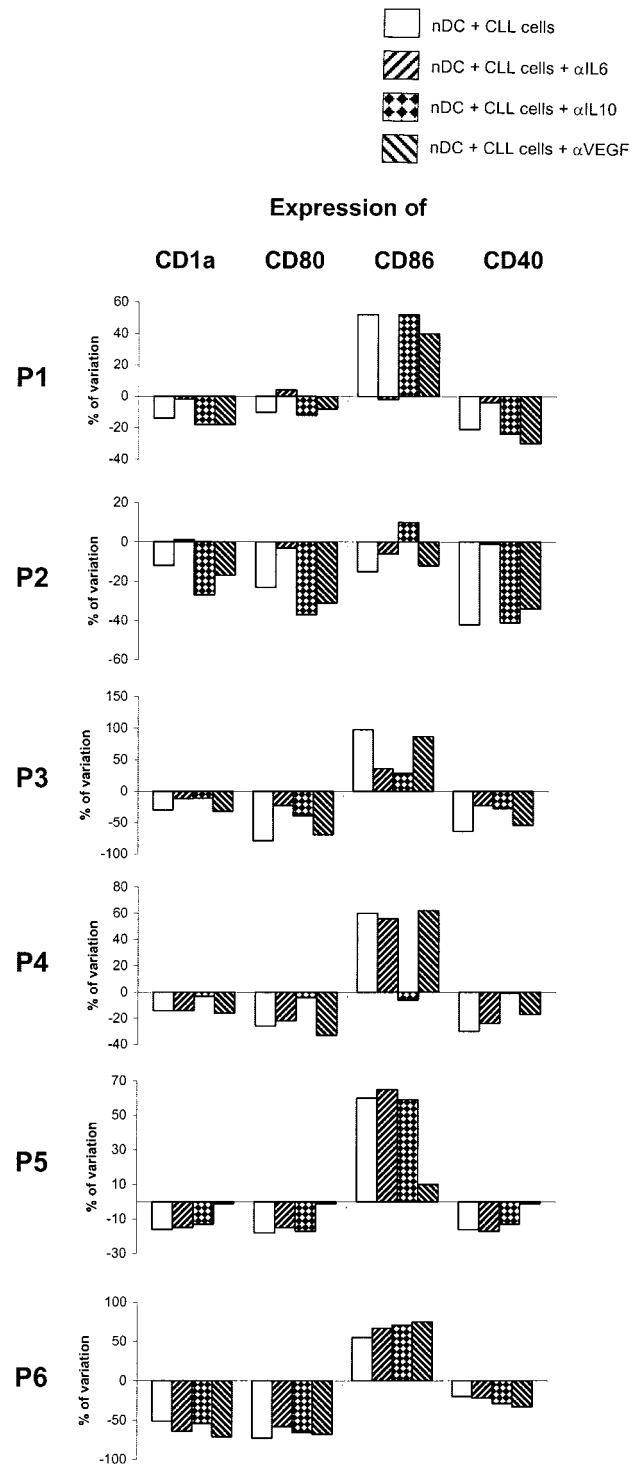 nDC + CLL cells
nDC + CLL cells + αIL6
nDC + CLL cells + αIL10
nDC + CLL cells + αVEGF
Expression of
CD1a CD80 CD86 CD40
P1
% of variation
60
40
20
0
-20
-40
P2
% of variation
20
0
-20
-40
-60
P3
% of variation
150
100
50
0
-50
-100
P4
% of variation
80
60
40
20
0
-20
-40
P5
% of variation
70
50
30
10
-10
-30
P6
% of variation
100
50
0
-50
-100